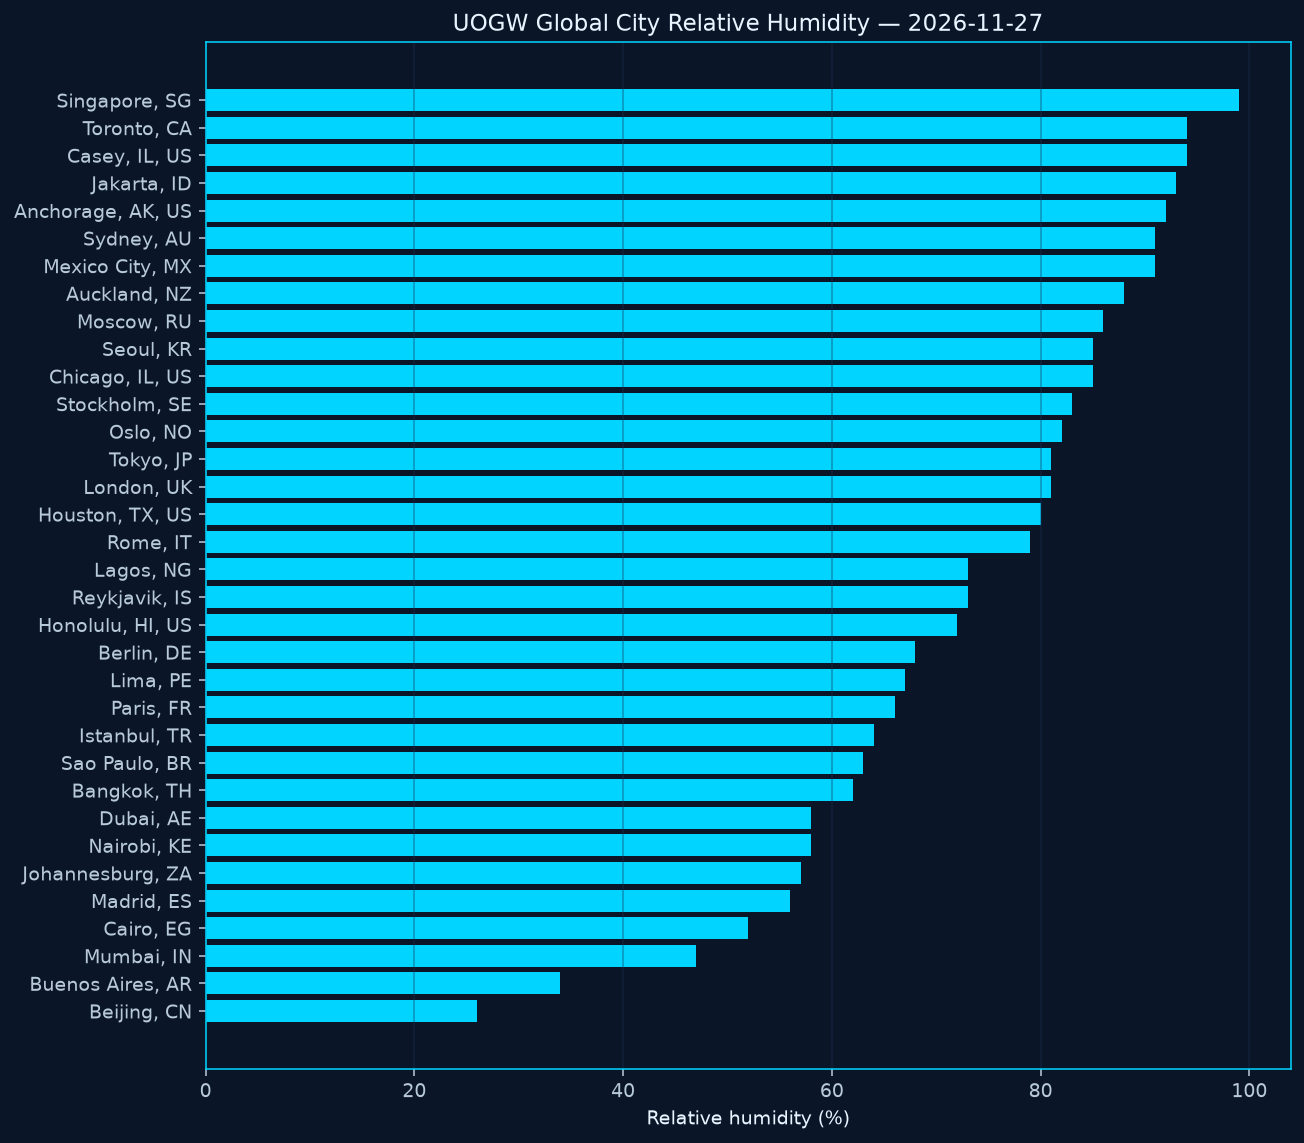 UOGW Global City Relative Humidity — 2026-11-27
Singapore, SG
Toronto, CA
Casey, IL, US
Jakarta, ID
Anchorage, AK, US
Sydney, AU
Mexico City, MX
Auckland, NZ
Moscow, RU
Seoul, KR
Chicago, IL, US
Stockholm, SE
Oslo, NO
Tokyo, JP
London, UK
Houston, TX, US
Rome, IT
Lagos, NG
Reykjavik, IS
Honolulu, HI, US
Berlin, DE
Lima, PE
Paris, FR
Istanbul, TR
Sao Paulo, BR
Bangkok, TH
Dubai, AE
Nairobi, KE
Johannesburg, ZA
Madrid, ES
Cairo, EG
Mumbai, IN
Buenos Aires, AR
Beijing, CN
0 20 40 60 80 100
Relative humidity (%)